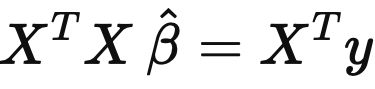 X^T X β̂ = X^T y